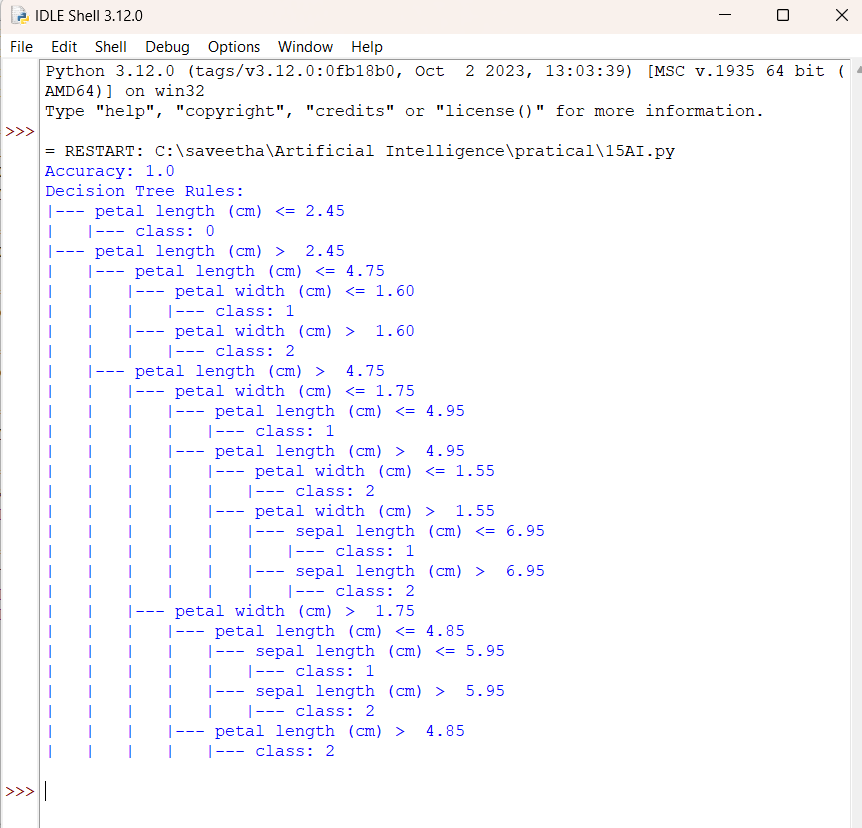 IDLE Shell 3.12.0
File Edit Shell Debug Options Window Help
Python 3.12.0 (tags/v3.12.0:0fb18b0, Oct  2 2023, 13:03:39) [MSC v.1935 64 bit (
AMD64)] on win32
Type "help", "copyright", "credits" or "license()" for more information.
>>>
= RESTART: C:\saveetha\Artificial Intelligence\pratical\15AI.py
Accuracy: 1.0
Decision Tree Rules:
|--- petal length (cm) <= 2.45
|   |--- class: 0
|--- petal length (cm) >  2.45
|   |--- petal length (cm) <= 4.75
|   |   |--- petal width (cm) <= 1.60
|   |   |   |--- class: 1
|   |   |--- petal width (cm) >  1.60
|   |   |   |--- class: 2
|   |--- petal length (cm) >  4.75
|   |   |--- petal width (cm) <= 1.75
|   |   |   |--- petal length (cm) <= 4.95
|   |   |   |   |--- class: 1
|   |   |   |--- petal length (cm) >  4.95
|   |   |   |   |--- petal width (cm) <= 1.55
|   |   |   |   |   |--- class: 2
|   |   |   |   |--- petal width (cm) >  1.55
|   |   |   |   |   |--- sepal length (cm) <= 6.95
|   |   |   |   |   |   |--- class: 1
|   |   |   |   |   |--- sepal length (cm) >  6.95
|   |   |   |   |   |   |--- class: 2
|   |   |--- petal width (cm) >  1.75
|   |   |   |--- petal length (cm) <= 4.85
|   |   |   |   |--- sepal length (cm) <= 5.95
|   |   |   |   |   |--- class: 1
|   |   |   |   |--- sepal length (cm) >  5.95
|   |   |   |   |   |--- class: 2
|   |   |   |--- petal length (cm) >  4.85
|   |   |   |   |--- class: 2
>>>